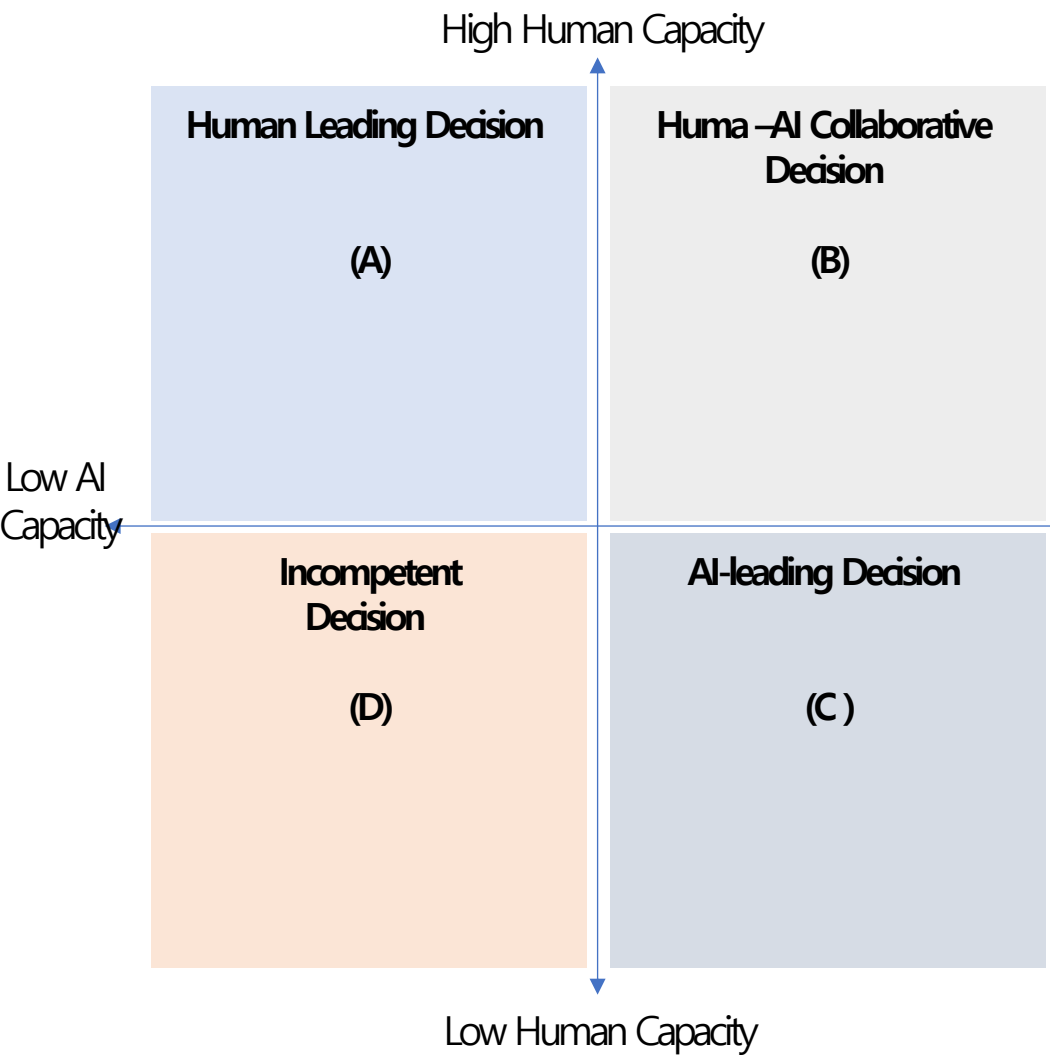 High Human Capacity
Human Leading Decision
(A)
Huma –AI Collaborative
Decision
(B)
Low AI
Capacity
Incompetent
Decision
(D)
AI-leading Decision
(C )
Low Human Capacity